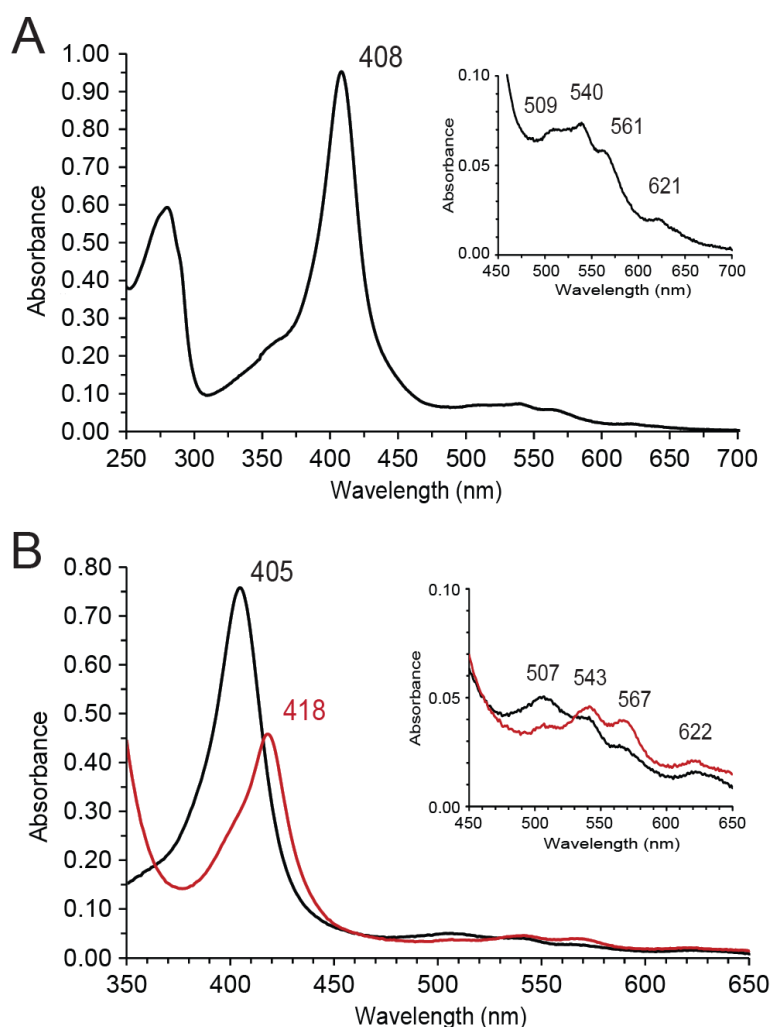 A
408
1.00
0.90
0.80
0.70
0.60
0.50
0.40
0.30
0.20
0.10
0.00
Absorbance
250 300 350 400 450 500 550 600 650 700
Wavelength (nm)
0.10
0.05
0.00
Absorbance
509 540 561 621
450 500 550 600 650 700
Wavelength (nm)
B
405
418
0.80
0.70
0.60
0.50
0.40
0.30
0.20
0.10
0.00
Absorbance
350 400 450 500 550 600 650
Wavelength (nm)
0.10
0.05
0.00
Absorbance
507 543 567 622
450 500 550 600 650
Wavelength (nm)